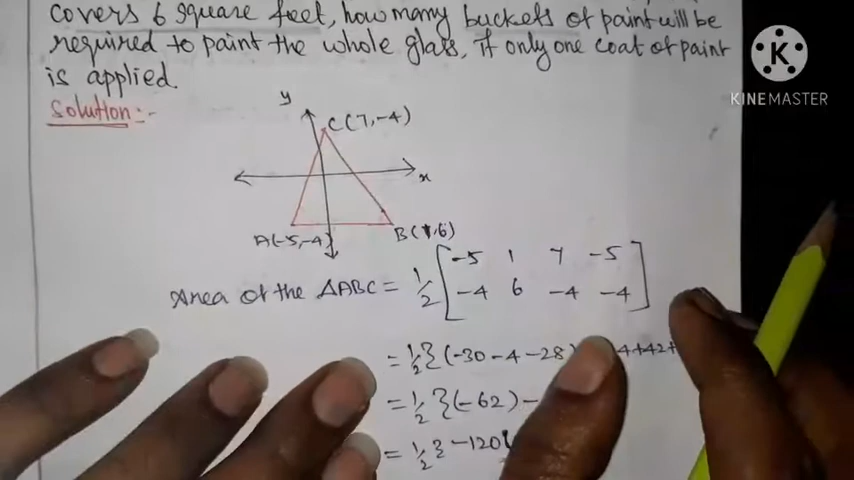 covers 6 square feet, how many buckets of paint will be
required to paint the whole glass, if only one coat of paint
is applied.
Solution:-
y
C(7,-4)
x
A(-5,-4)
B(1,6)
Area of the ΔABC = 1/2 [-5 1 7 -5
-4 6 -4 -4]
= 1/2 {(-30-4-28) 4+42+
= 1/2 {(-62)-
= 1/2 { -120
K
KINEMASTER